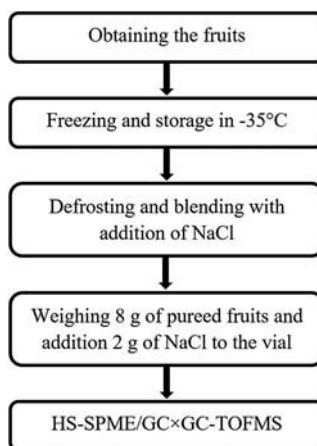 Obtaining the fruits
Freezing and storage in -35°C
Defrosting and blending with
addition of NaCl
Weighing 8 g of pureed fruits and
addition 2 g of NaCl to the vial
HS-SPME/GC×GC-TOFMS